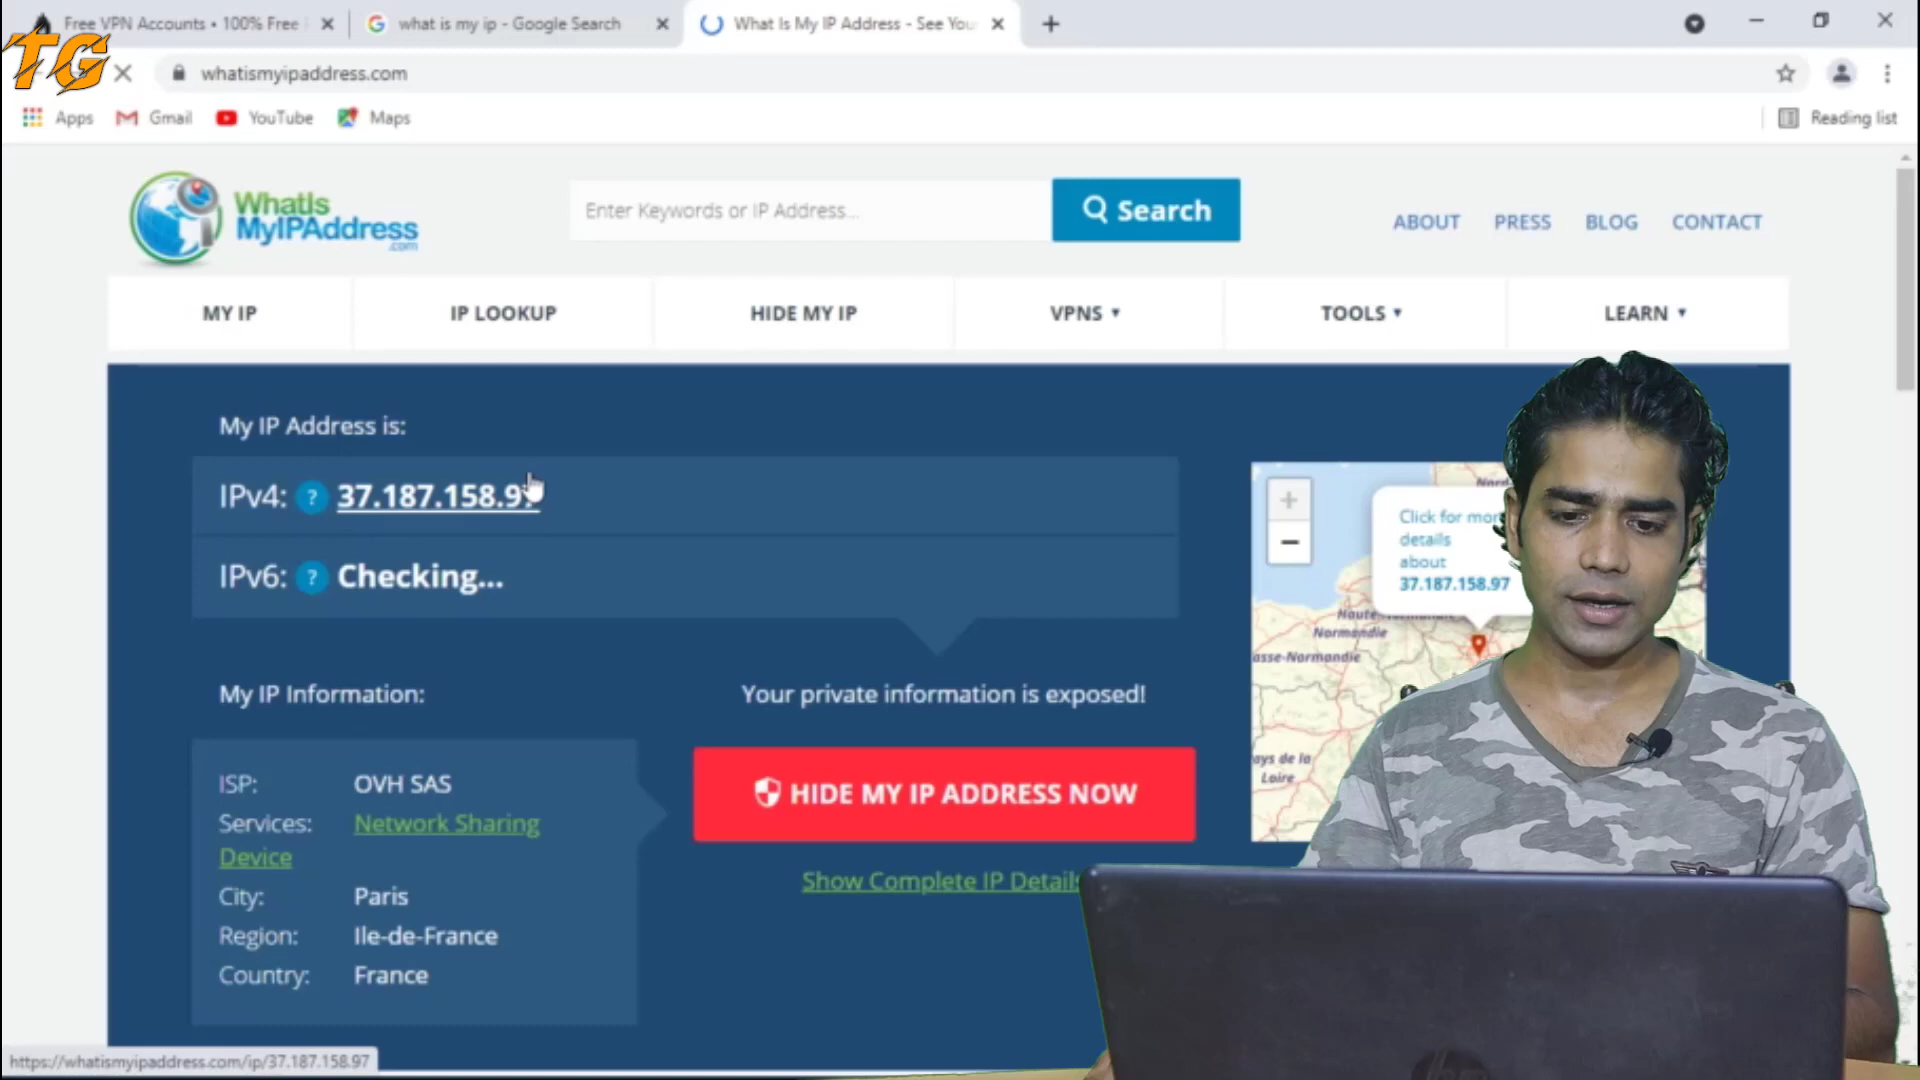 Free VPN Accounts • 100% Free
what is my ip - Google Search
What Is My IP Address - See You
TG
whatismyipaddress.com
Apps
Gmail
YouTube
Maps
Reading list
WhatIs
MyIPAddress
.com
Enter Keywords or IP Address...
Search
ABOUT
PRESS
BLOG
CONTACT
MY IP
IP LOOKUP
HIDE MY IP
VPNS
TOOLS
LEARN
My IP Address is:
IPv4: ? 37.187.158.97
IPv6: ? Checking...
Click for mor
details
about
37.187.158.97
Nord-
Haute-
Normandie
Normandie
asse-Normandie
ays de la
Loire
My IP Information:
Your private information is exposed!
ISP: OVH SAS
Services: Network Sharing
Device
City: Paris
Region: Ile-de-France
Country: France
HIDE MY IP ADDRESS NOW
Show Complete IP Details
https://whatismyipaddress.com/ip/37.187.158.97